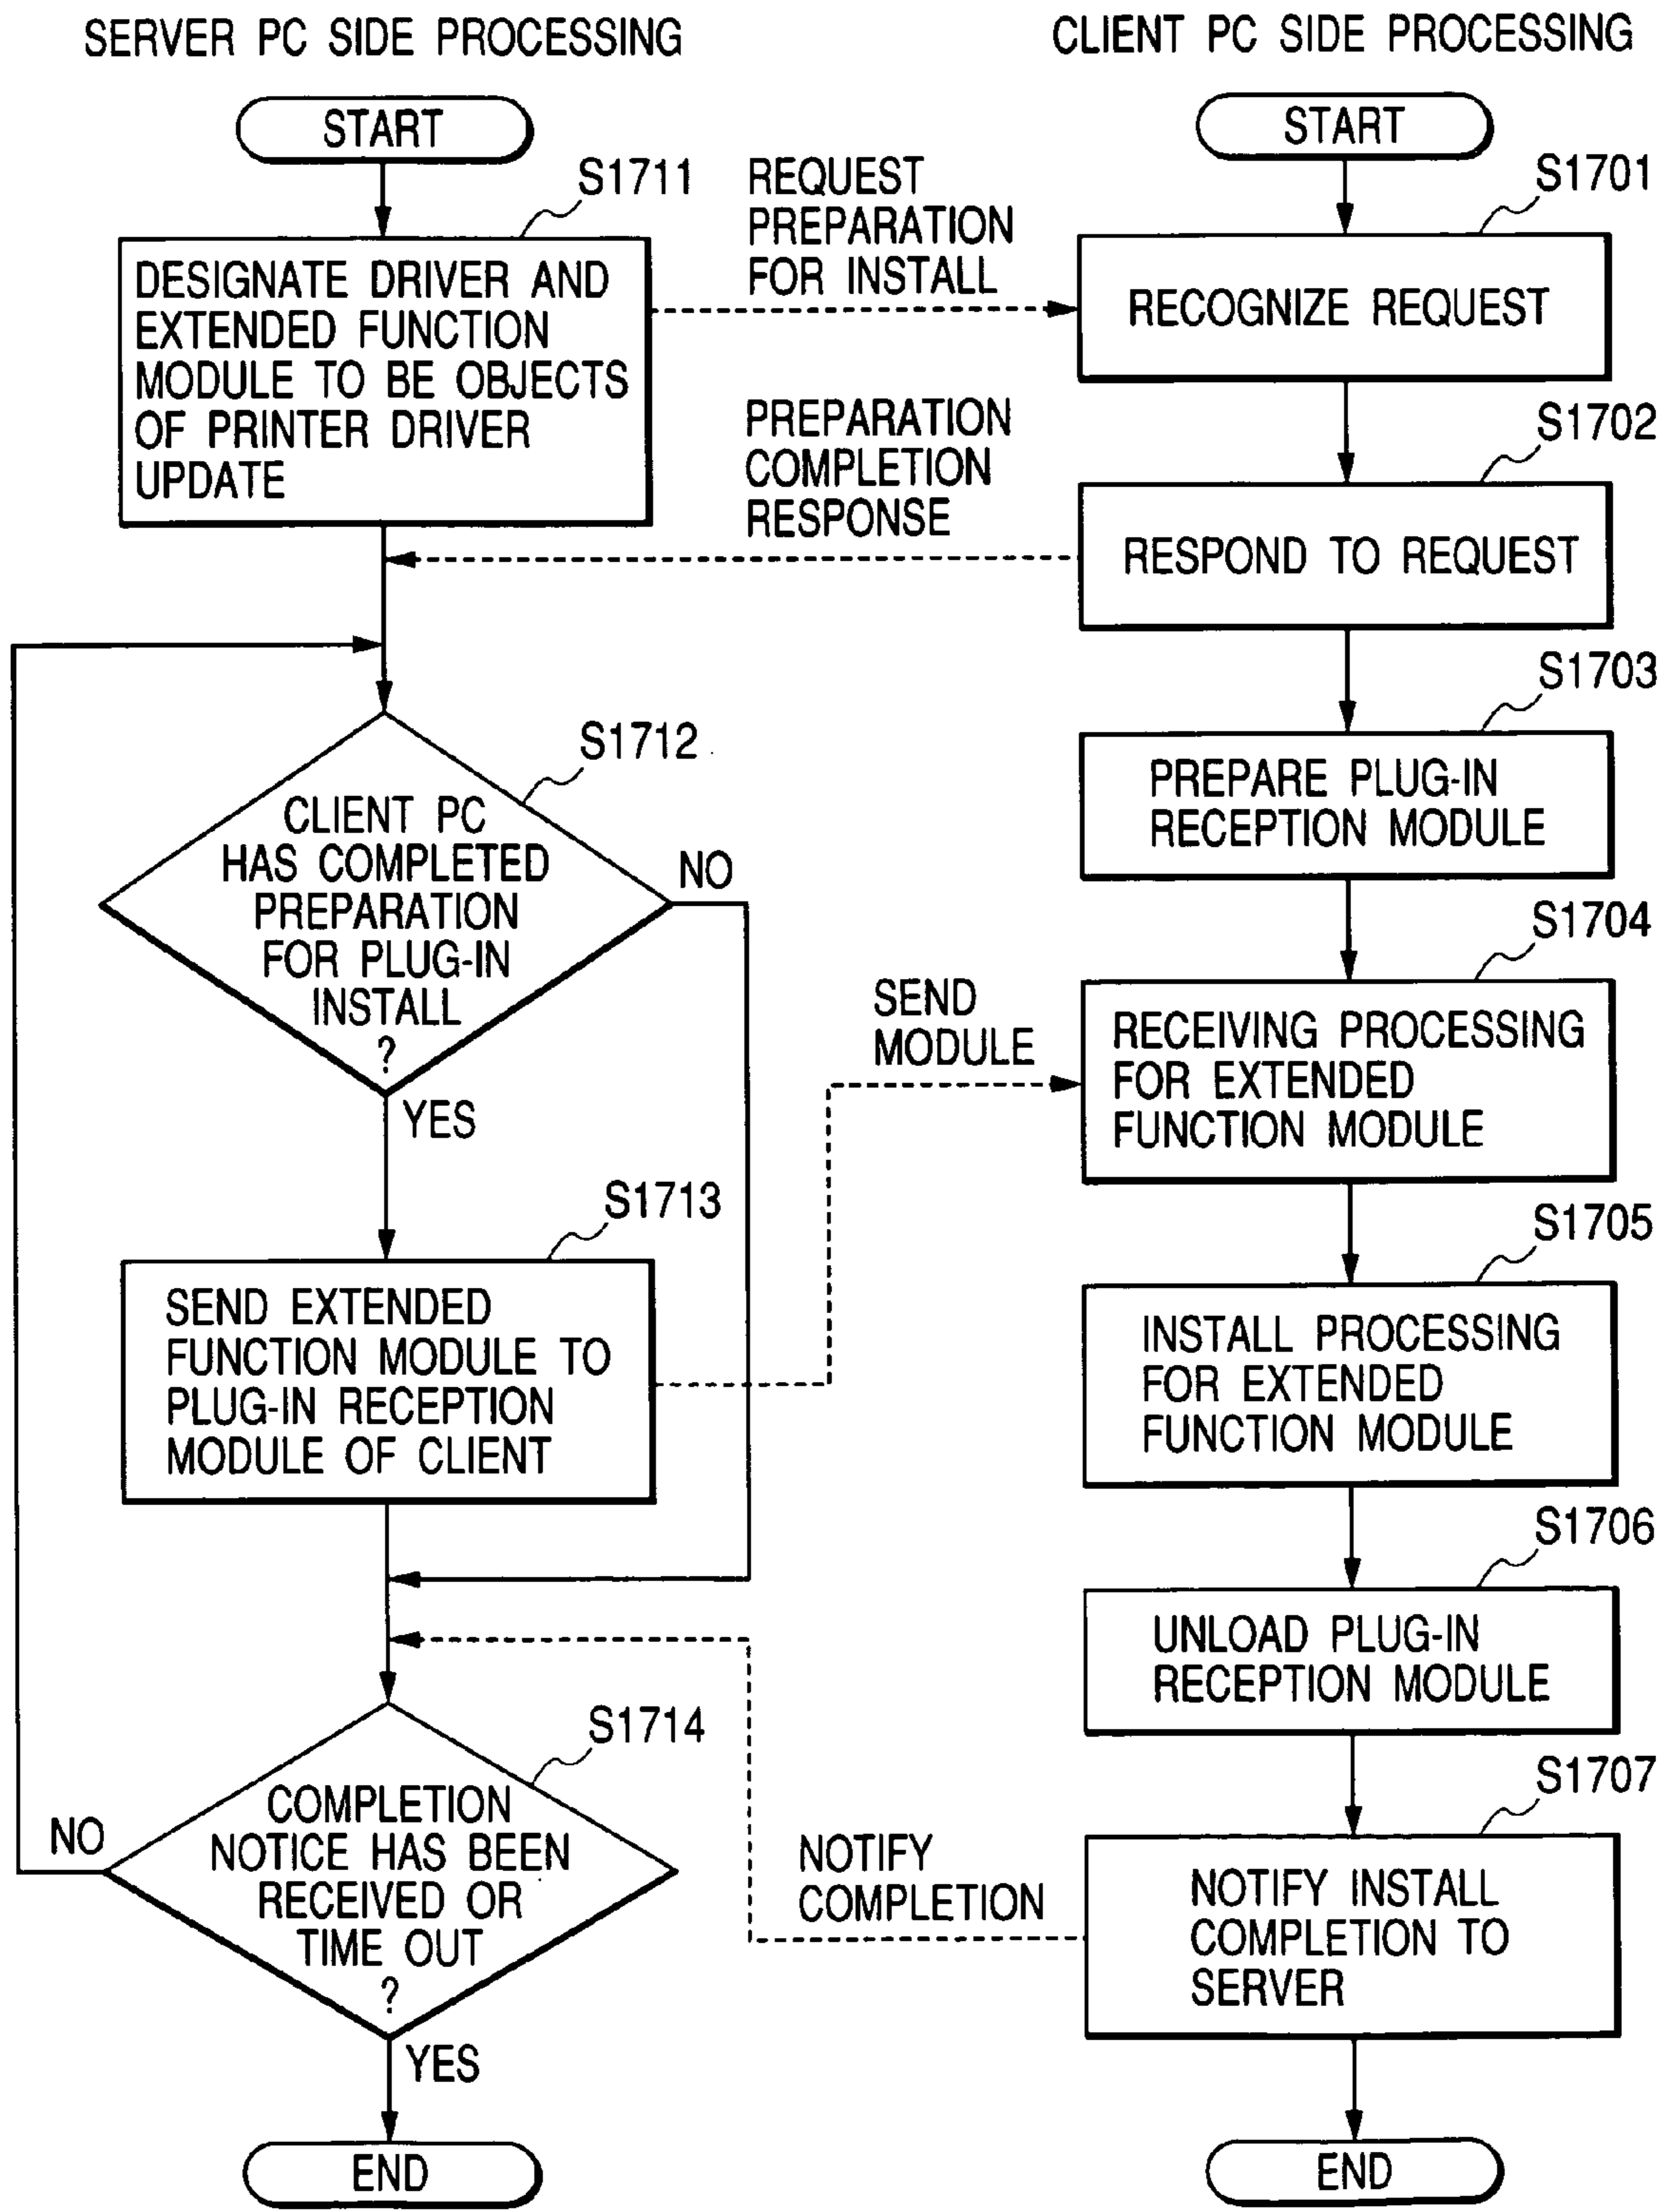 SERVER PC SIDE PROCESSING
START
S1711
DESIGNATE DRIVER AND
EXTENDED FUNCTION
MODULE TO BE OBJECTS
OF PRINTER DRIVER
UPDATE
REQUEST
PREPARATION
FOR INSTALL
PREPARATION
COMPLETION
RESPONSE
S1712
CLIENT PC
HAS COMPLETED
PREPARATION
FOR PLUG-IN
INSTALL
?
NO
YES
SEND
MODULE
S1713
SEND EXTENDED
FUNCTION MODULE TO
PLUG-IN RECEPTION
MODULE OF CLIENT
S1714
COMPLETION
NOTICE HAS BEEN
RECEIVED OR
TIME OUT
?
NO
YES
NOTIFY
COMPLETION
END
CLIENT PC SIDE PROCESSING
START
S1701
RECOGNIZE REQUEST
S1702
RESPOND TO REQUEST
S1703
PREPARE PLUG-IN
RECEPTION MODULE
S1704
RECEIVING PROCESSING
FOR EXTENDED
FUNCTION MODULE
S1705
INSTALL PROCESSING
FOR EXTENDED
FUNCTION MODULE
S1706
UNLOAD PLUG-IN
RECEPTION MODULE
S1707
NOTIFY INSTALL
COMPLETION TO
SERVER
END